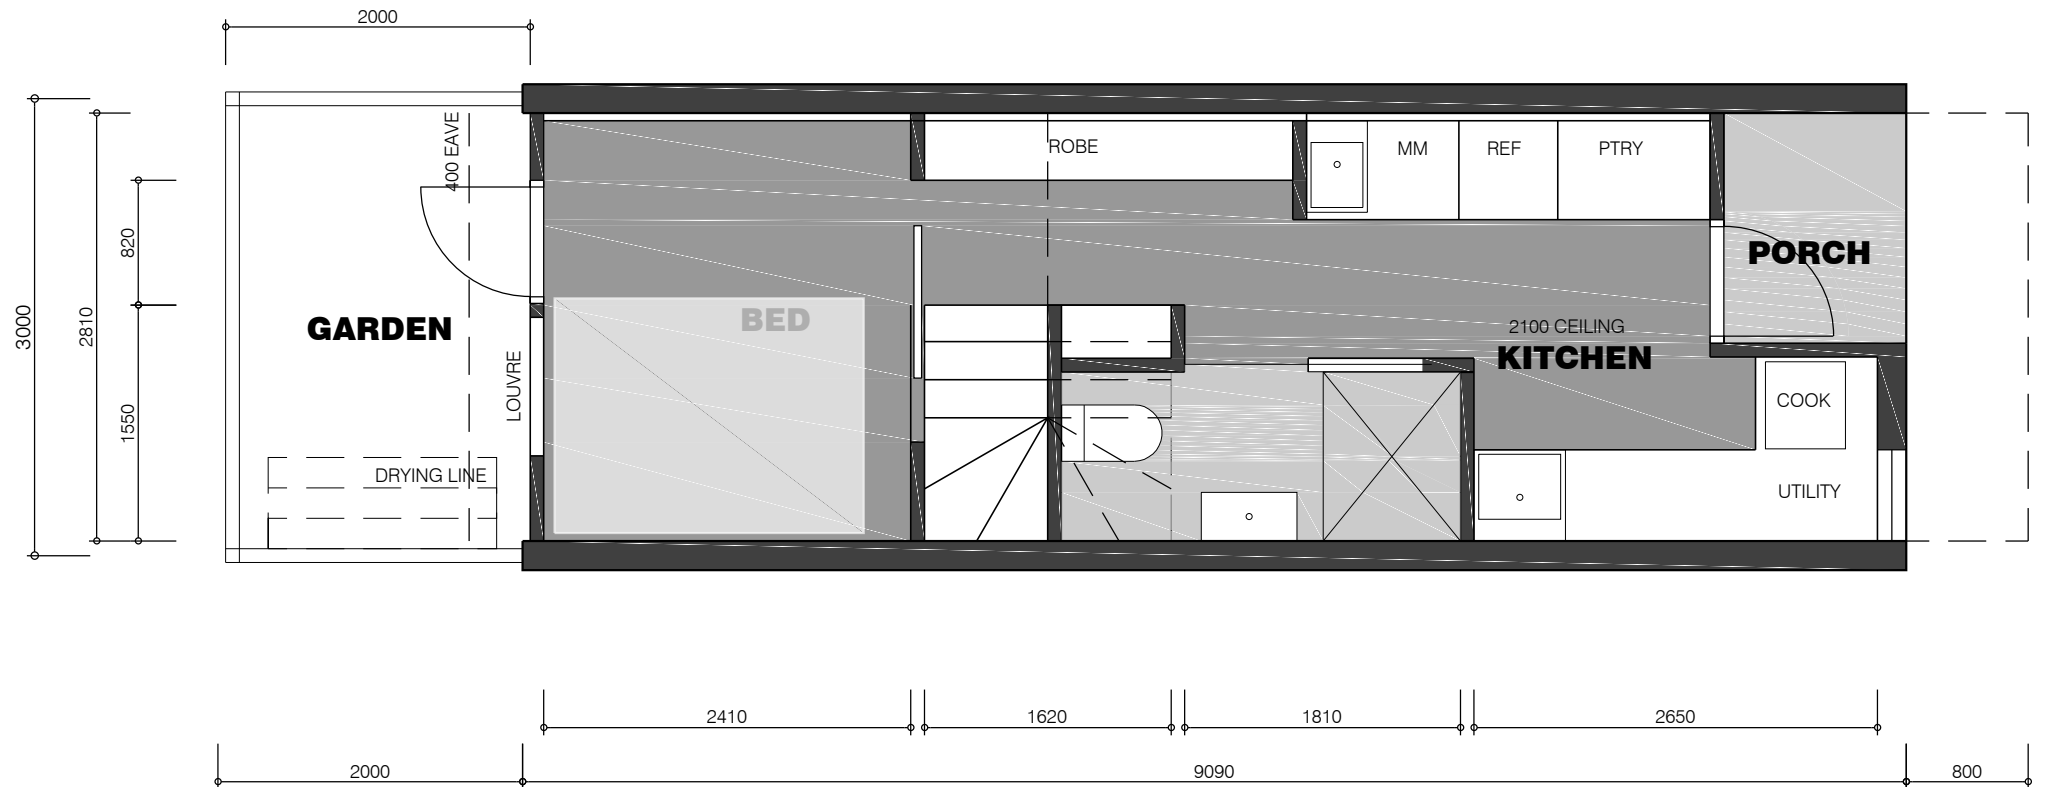 2000
400 EAVE
ROBE
MM
REF
PTRY
PORCH
820
3000
2810
GARDEN
BED
2100 CEILING
KITCHEN
LOUVRE
COOK
1550
DRYING LINE
UTILITY
2410
1620
1810
2650
2000
9090
800